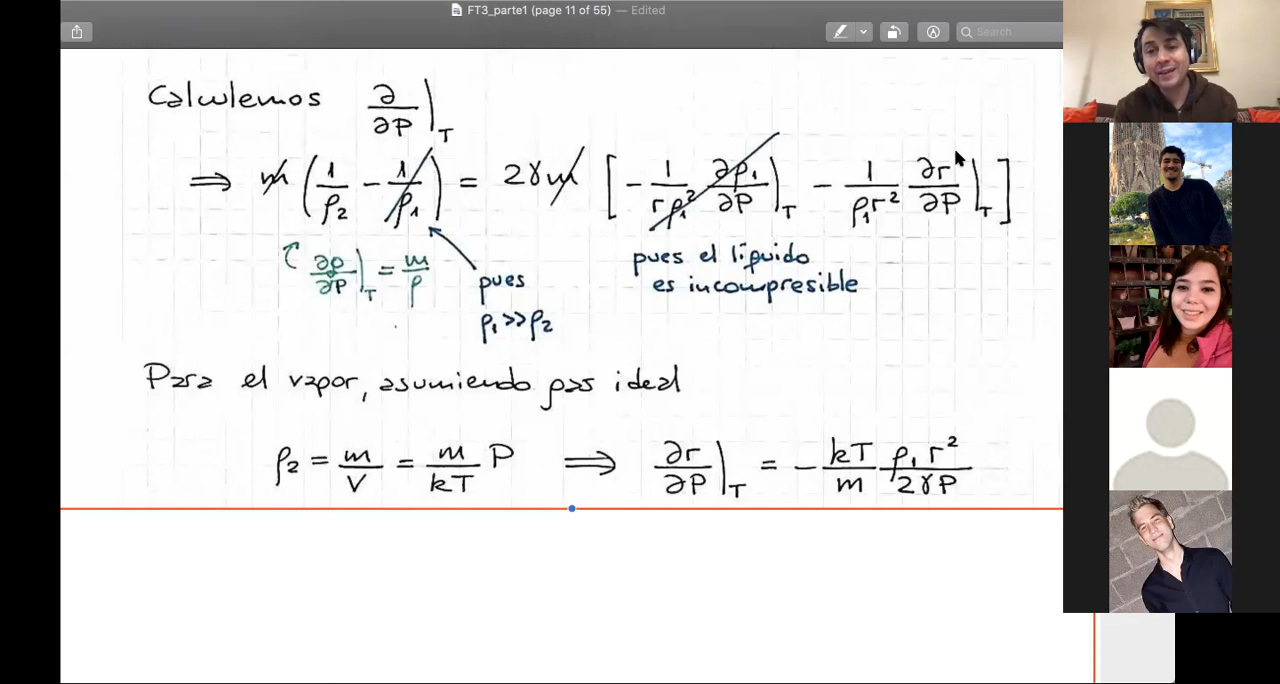 FT3_parte1 (page 11 of 55) — Edited
Search
Calculemos ∂/∂P)_T
⟹ m (1/ρ₂ − 1/ρ₁) = 2γm [− 1/(rρ₁²) ∂ρ₁/∂P)_T − 1/(ρ₁r²) ∂r/∂P)_T]
∂μ/∂P)_T = m/ρ
pues
ρ₁>>ρ₂
pues el líquido
es incompresible
Para el vapor, asumiendo gas ideal
ρ₂ = m/V = m/kT P ⟹ ∂r/∂P)_T = − kT/m ρ₁r²/2γP